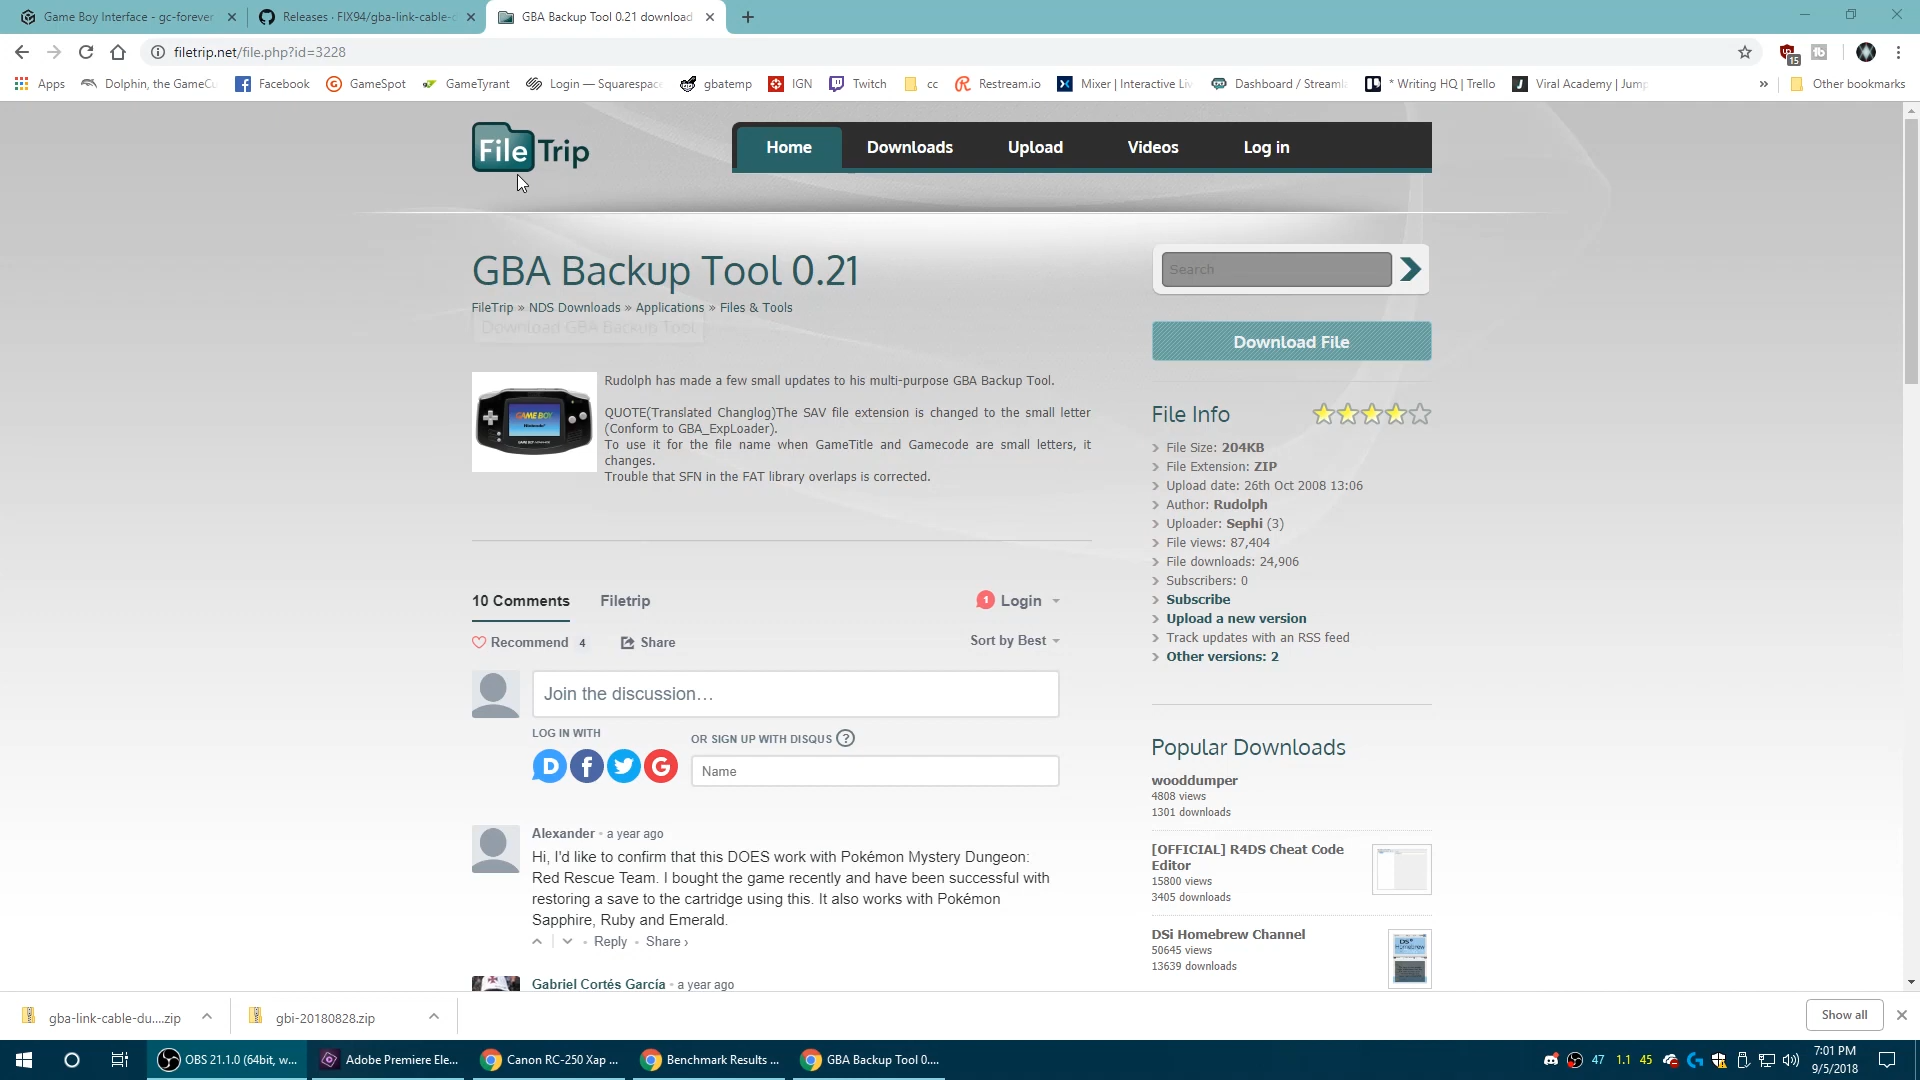 Game Boy Interface - gc-forever
Releases · FIX94/gba-link-cable-d
GBA Backup Tool 0.21 download
filetrip.net/file.php?id=3228
15
Apps
Dolphin, the GameCu
Facebook
GameSpot
GameTyrant
Login — Squarespace
gbatemp
IGN
Twitch
cc
Restream.io
Mixer | Interactive Liv
Dashboard / Streamla
* Writing HQ | Trello
Viral Academy | Jump
»
Other bookmarks
FileTrip
Home
Downloads
Upload
Videos
Log in
GBA Backup Tool 0.21
FileTrip » NDS Downloads » Applications » Files & Tools
Download GBA Backup Tool
Search
Download File
Rudolph has made a few small updates to his multi-purpose GBA Backup Tool.
QUOTE(Translated Changlog)The SAV file extension is changed to the small letter
(Conform to GBA_ExpLoader).
To use it for the file name when GameTitle and Gamecode are small letters, it
changes.
Trouble that SFN in the FAT library overlaps is corrected.
GAME BOY
File Info
File Size: 204KB
File Extension: ZIP
Upload date: 26th Oct 2008 13:06
Author: Rudolph
Uploader: Sephi (3)
File views: 87,404
File downloads: 24,906
Subscribers: 0
Subscribe
Upload a new version
Track updates with an RSS feed
Other versions: 2
10 Comments
Filetrip
1
Login
Recommend 4
Share
Sort by Best
Join the discussion…
LOG IN WITH
OR SIGN UP WITH DISQUS ?
D
f
G
Name
Alexander • a year ago
Hi, I'd like to confirm that this DOES work with Pokémon Mystery Dungeon:
Red Rescue Team. I bought the game recently and have been successful with
restoring a save to the cartridge using this. It also works with Pokémon
Sapphire, Ruby and Emerald.
Reply • Share ›
Gabriel Cortés García • a year ago
Popular Downloads
wooddumper
4808 views
1301 downloads
[OFFICIAL] R4DS Cheat Code
Editor
15800 views
3405 downloads
DSi Homebrew Channel
50645 views
13639 downloads
gba-link-cable-du....zip
gbi-20180828.zip
Show all
OBS 21.1.0 (64bit, w...
Adobe Premiere Ele...
Canon RC-250 Xap ...
Benchmark Results ...
GBA Backup Tool 0....
47
1.1
45
7:01 PM
9/5/2018